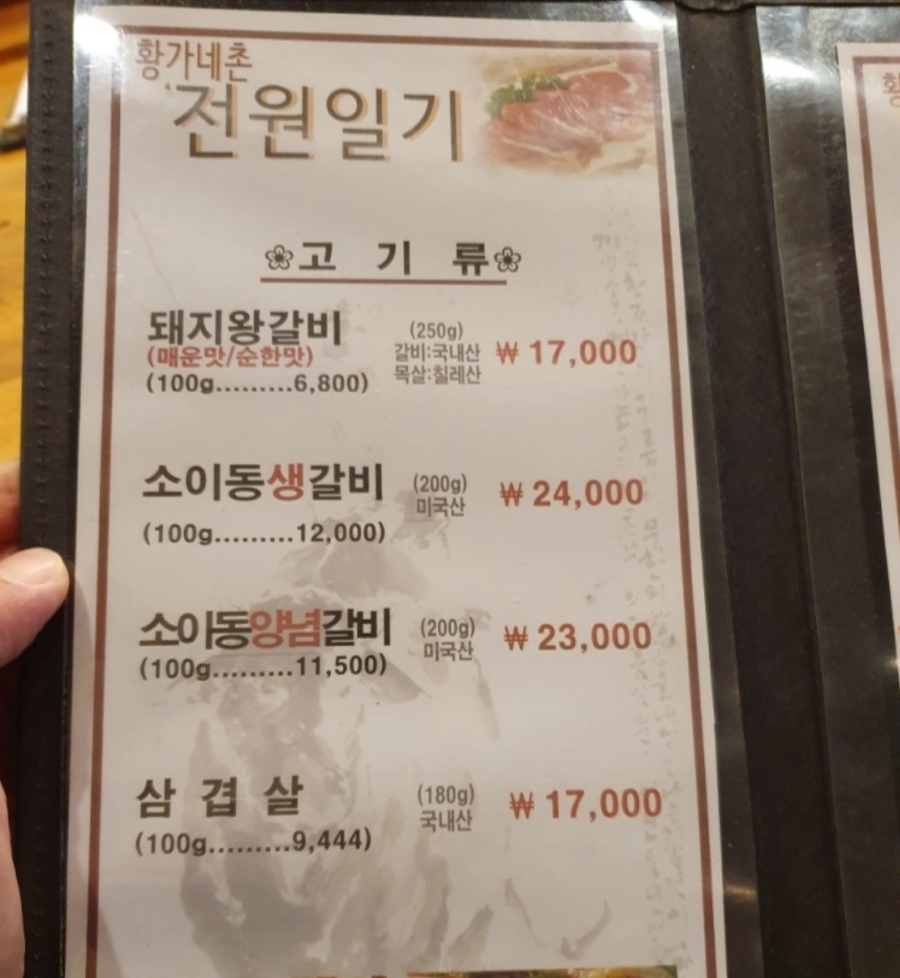 황가네촌
'전원일기
고 기 류
돼지왕갈비
(매운맛/순한맛)
(100g.........6,800)
(250g)
갈비:국내산
목살:칠레산
₩ 17,000
소이동생갈비
(100g.........12,000)
(200g)
미국산
₩ 24,000
소이동양념갈비
(100g.........11,500)
(200g)
미국산
₩ 23,000
삼 겹 살
(100g.........9,444)
(180g)
국내산
₩ 17,000
황